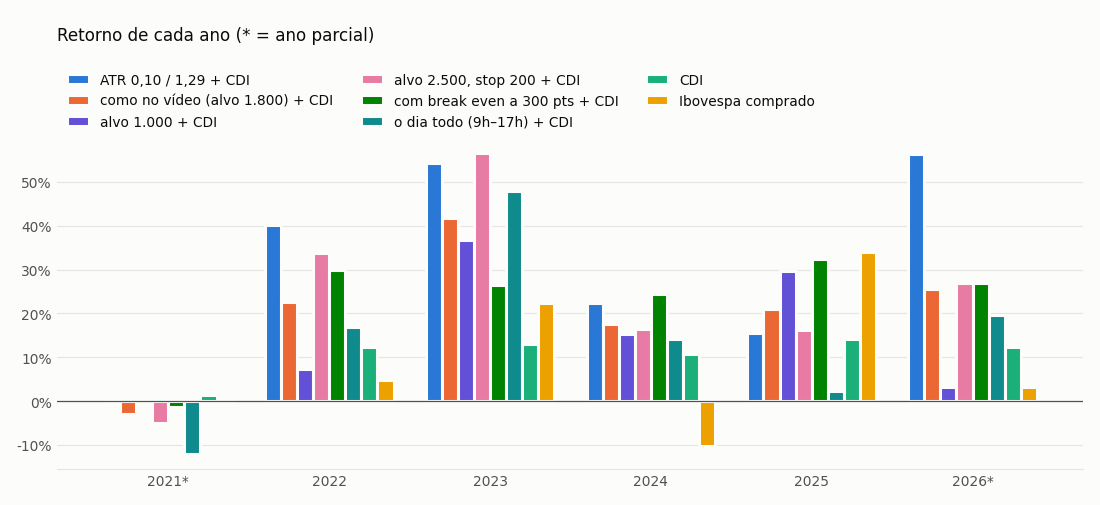 Retorno de cada ano (* = ano parcial)
ATR 0,10 / 1,29 + CDI
como no vídeo (alvo 1.800) + CDI
alvo 1.000 + CDI
alvo 2.500, stop 200 + CDI
com break even a 300 pts + CDI
o dia todo (9h–17h) + CDI
CDI
Ibovespa comprado
50%
40%
30%
20%
10%
0%
-10%
2021* 2022 2023 2024 2025 2026*